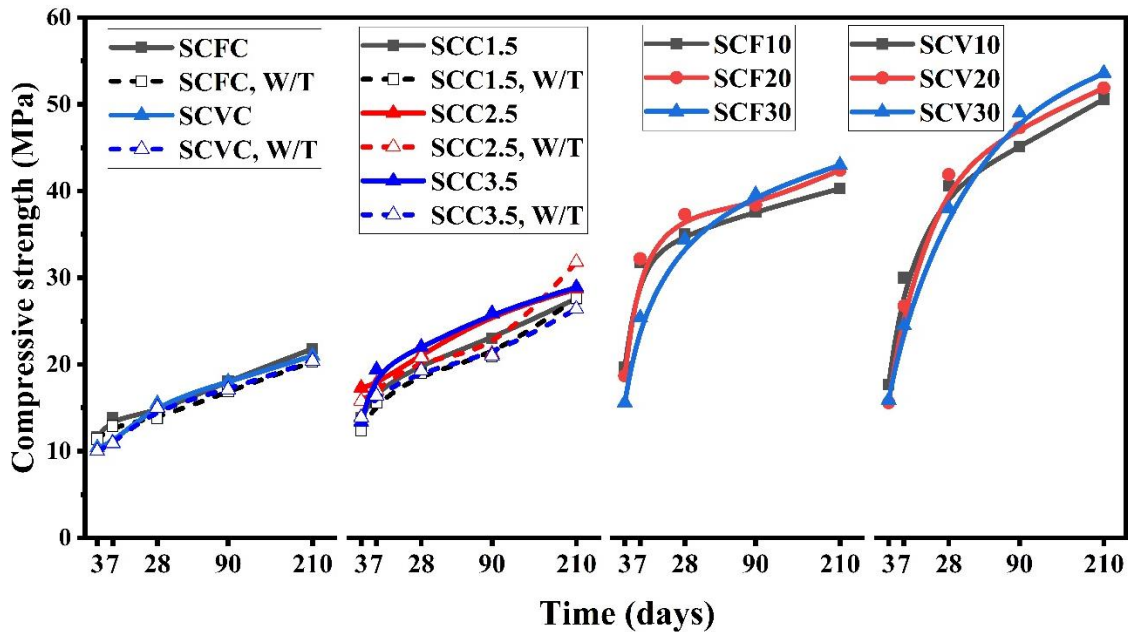 Compressive strength (MPa)
60
50
40
30
20
10
0
SCFC
SCFC, W/T
SCVC
SCVC, W/T
SCC1.5
SCC1.5, W/T
SCC2.5
SCC2.5, W/T
SCC3.5
SCC3.5, W/T
SCF10
SCF20
SCF30
SCV10
SCV20
SCV30
37 28 90 210 37 28 90 210 37 28 90 210 37 28 90 210
Time (days)